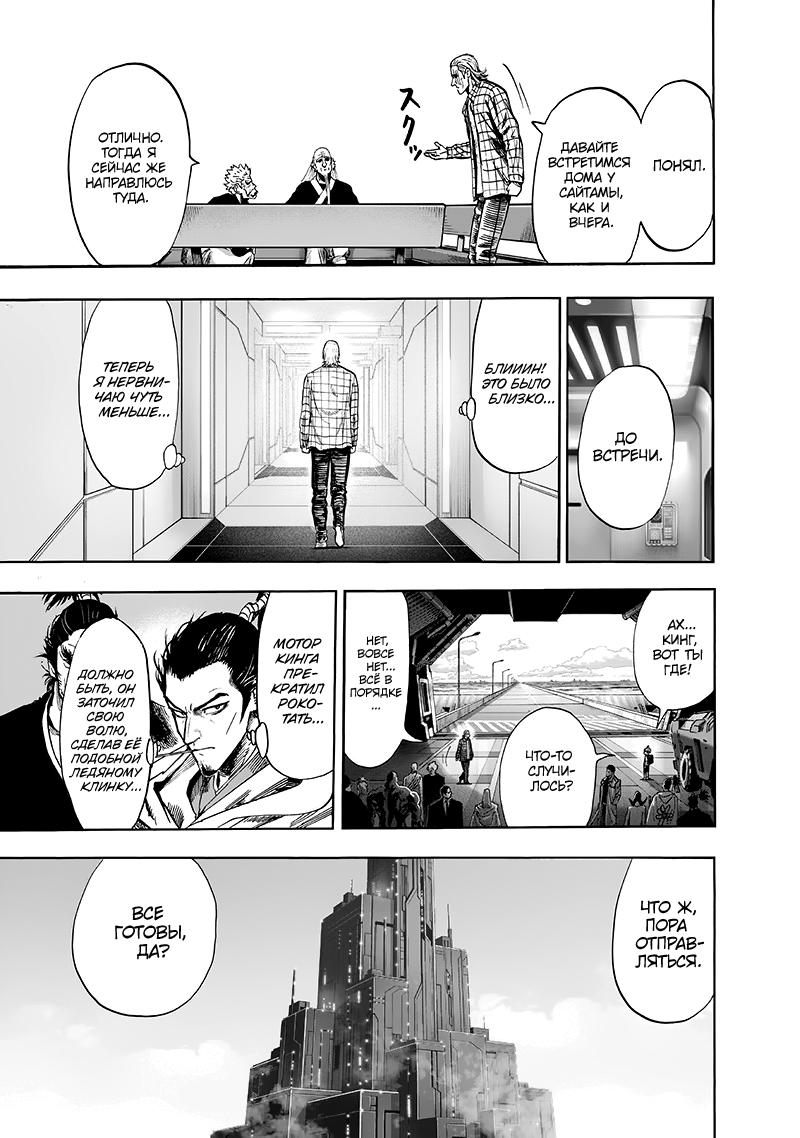 ПОНЯЛ.
ДАВАЙТЕ
ВСТРЕТИМСЯ
ДОМА У
САЙТАМЫ,
КАК И
ВЧЕРА.
スクッ
ОТЛИЧНО.
ТОГДА Я
СЕЙЧАС ЖЕ
НАПРАВЛЮСЬ
ТУДА.
ДО
ВСТРЕЧИ.
БЛИИИН!
ЭТО БЫЛО
БЛИЗКО...
ТЕПЕРЬ
Я НЕРВНИ-
ЧАЮ ЧУТЬ
МЕНЬШЕ...
АХ...
КИНГ,
ВОТ ТЫ
ГДЕ!
ЧТО-ТО
СЛУЧИ-
ЛОСЬ?
НЕТ,
ВОВСЕ
НЕТ...
ВСЁ В
ПОРЯДКЕ
...
МОТОР
КИНГА
ПРЕ-
КРАТИЛ
РОКО-
ТАТЬ...
ДОЛЖНО
БЫТЬ, ОН
ЗАТОЧИЛ
СВОЮ
ВОЛЮ,
СДЕЛАВ ЕЁ
ПОДОБНОЙ
ЛЕДЯНОМУ
КЛИНКУ...
ЧТО Ж,
ПОРА
ОТПРАВ-
ЛЯТЬСЯ.
ВСЕ
ГОТОВЫ,
ДА?